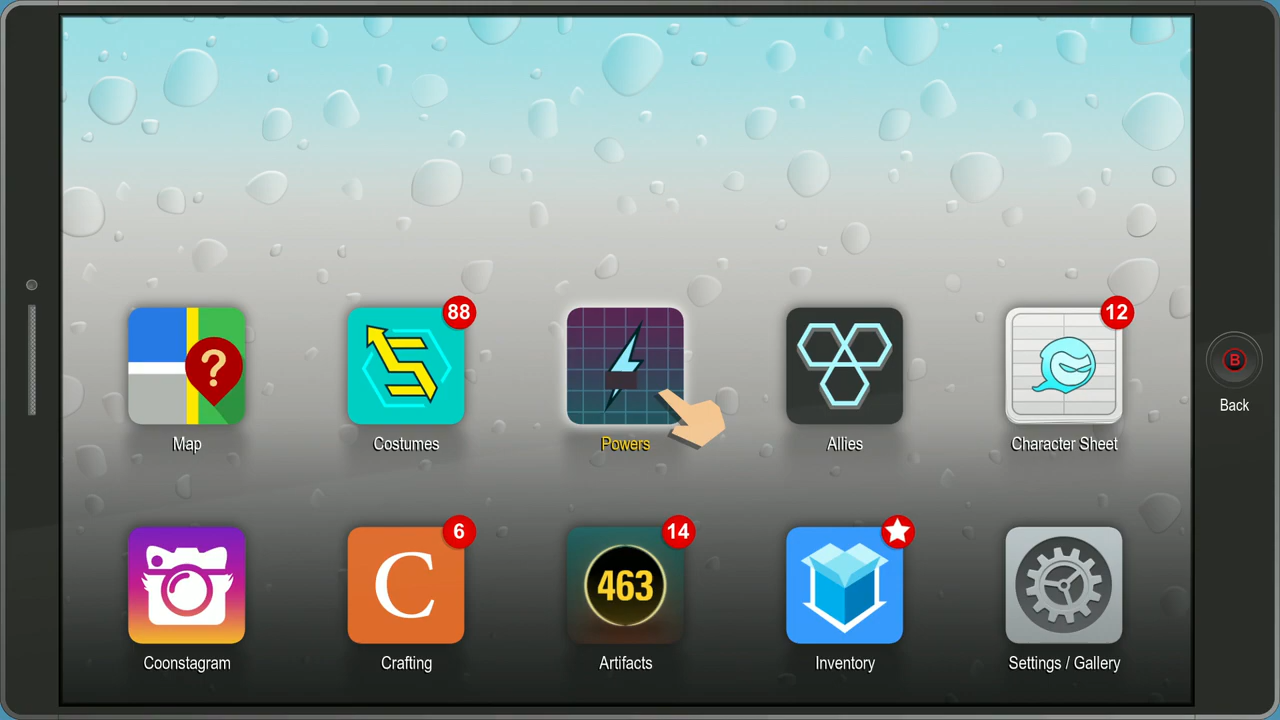 88
12
?
B
Back
Map
Costumes
Powers
Allies
Character Sheet
6
14
C
463
Coonstagram
Crafting
Artifacts
Inventory
Settings / Gallery